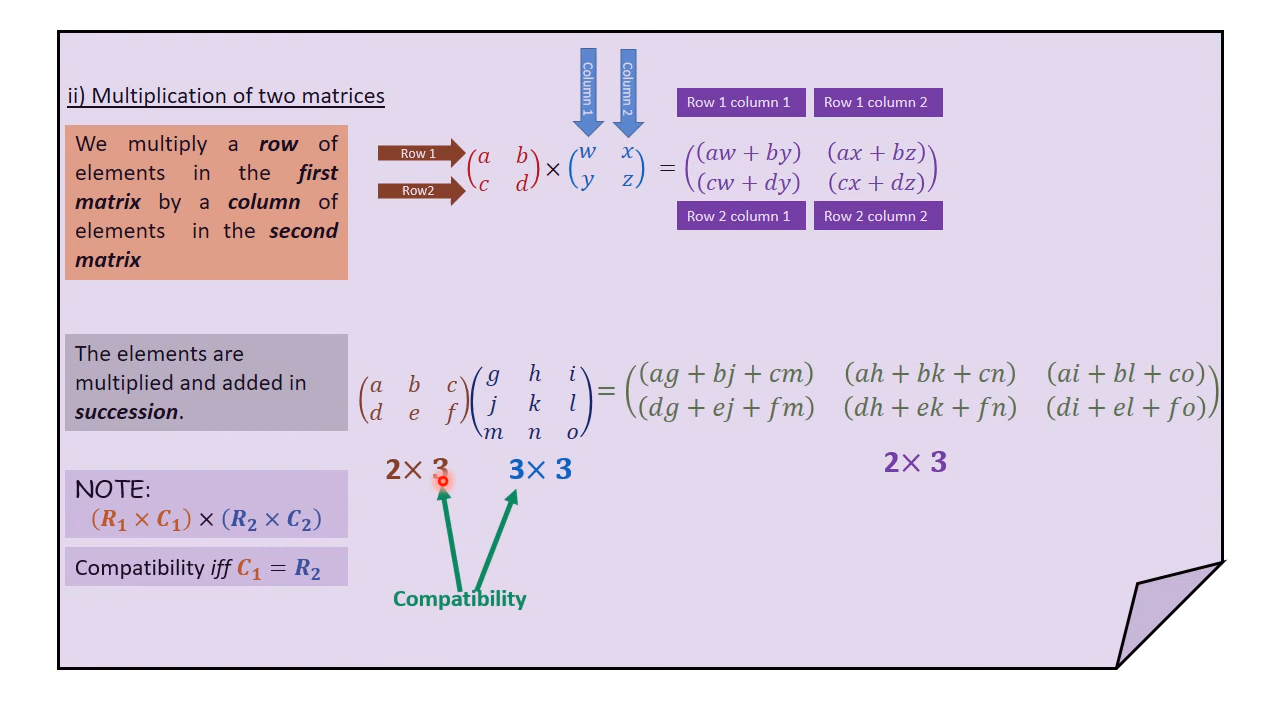 ii) Multiplication of two matrices
We multiply a row of
elements in the first
matrix by a column of
elements in the second
matrix
Column 1
Column 2
Row 1
Row2
(a b
c d) × (w x
y z) = ((aw + by) (ax + bz)
(cw + dy) (cx + dz))
Row 1 column 1
Row 1 column 2
Row 2 column 1
Row 2 column 2
The elements are
multiplied and added in
succession.
(a b c
d e f)
(g h i
j k l
m n o)
= ((ag + bj + cm) (ah + bk + cn) (ai + bl + co)
(dg + ej + fm) (dh + ek + fn) (di + el + fo))
2× 3
3× 3
2× 3
NOTE:
(R₁ × C₁) × (R₂ × C₂)
Compatibility iff C₁ = R₂
Compatibility